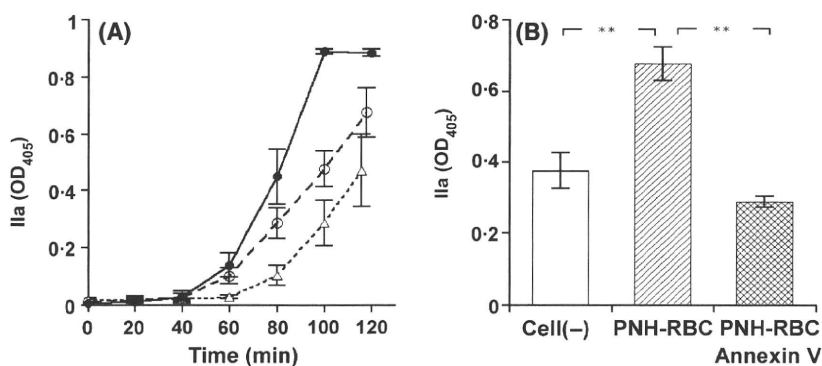 (A)
IIa (OD405)
1
0·8
0·6
0·4
0·2
0
0 20 40 60 80 100 120
Time (min)
(B)
IIa (OD405)
0·8
0·6
0·4
0·2
0
** **
Cell(–) PNH-RBC PNH-RBC
Annexin V